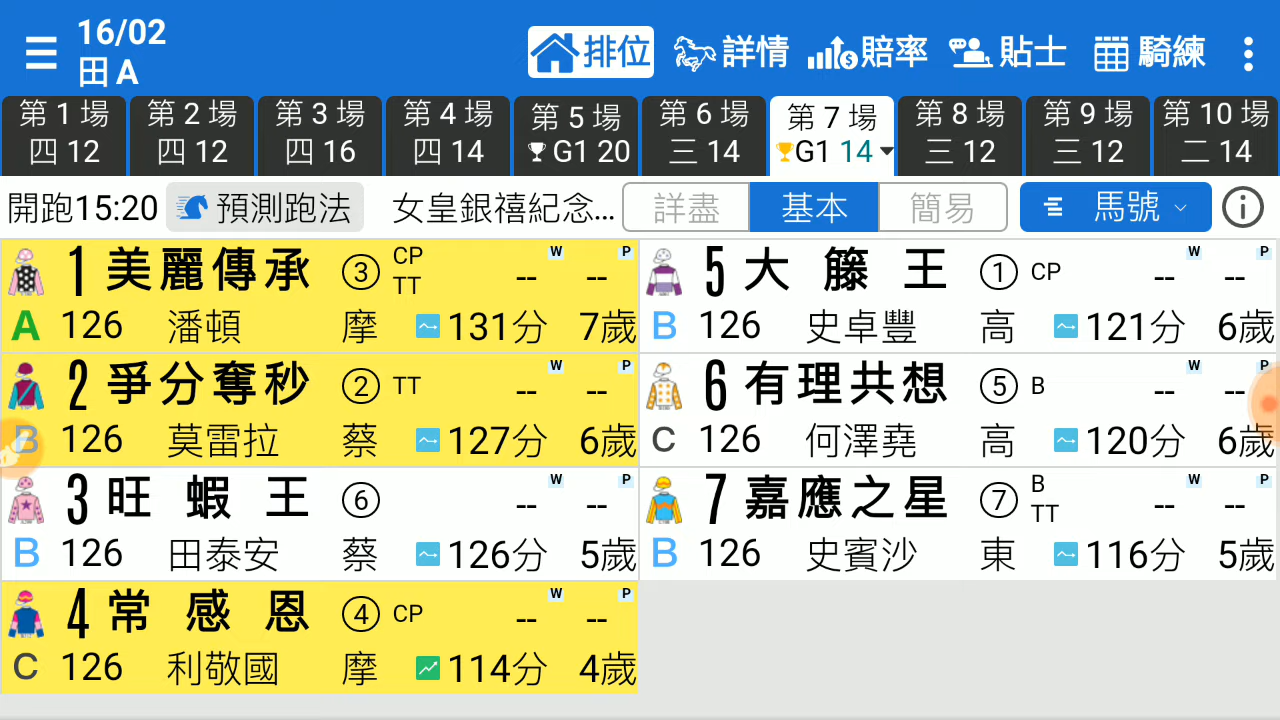 16/02
田 A
排位
詳情
賠率
貼士
騎練
第 1 場
四 12
第 2 場
四 12
第 3 場
四 16
第 4 場
四 14
第 5 場
G1 20
第 6 場
三 14
第 7 場
G1 14
第 8 場
三 12
第 9 場
三 12
第 10 場
二 14
開跑15:20
預測跑法
女皇銀禧紀念...
詳盡
基本
簡易
馬號
1 美麗傳承 3 CP TT W -- P --
A 126 潘頓 摩 131分 7歲
2 爭分奪秒 2 TT W -- P --
B 126 莫雷拉 蔡 127分 6歲
3 旺蝦王 6 W -- P --
B 126 田泰安 蔡 126分 5歲
4 常感恩 4 CP W -- P --
C 126 利敬國 摩 114分 4歲
5 大籐王 1 CP W -- P --
B 126 史卓豐 高 121分 6歲
6 有理共想 5 B W -- P --
C 126 何澤堯 高 120分 6歲
7 嘉應之星 7 B TT W -- P --
B 126 史賓沙 東 116分 5歲